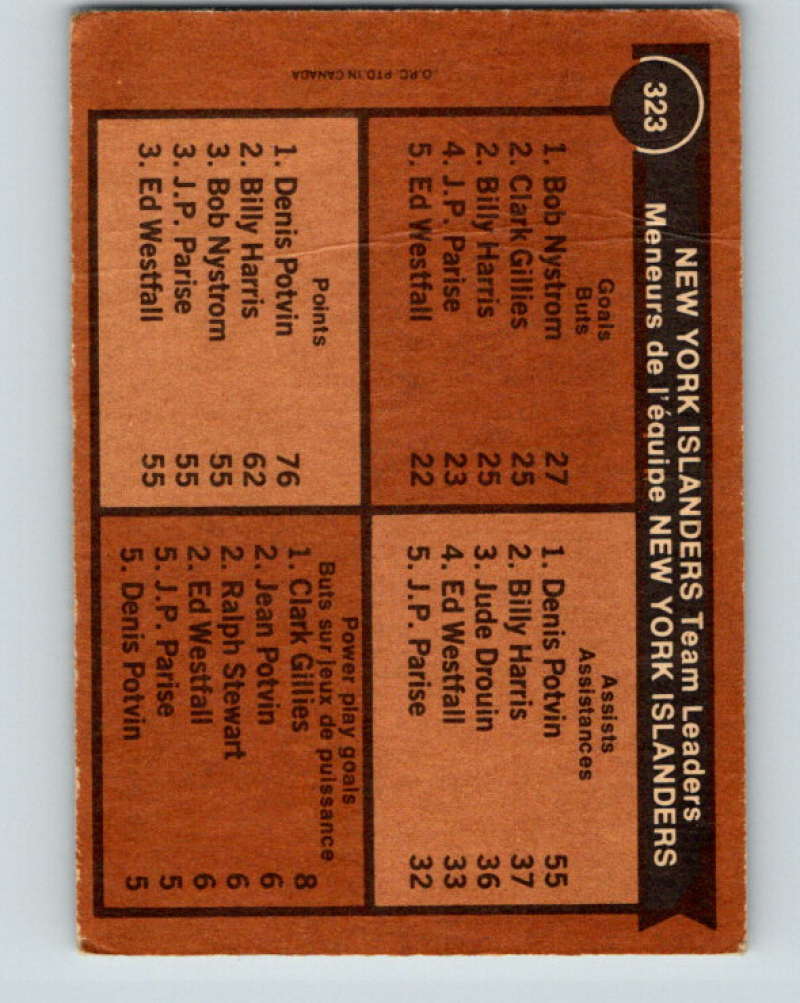 323
NEW YORK ISLANDERS Team Leaders
Meneurs de l'équipe NEW YORK ISLANDERS
Goals
Buts
1. Bob Nystrom 27
2. Clark Gillies 25
2. Billy Harris 25
4. J.P. Parise 23
5. Ed Westfall 22
Assists
Assistances
1. Denis Potvin 55
2. Billy Harris 37
3. Jude Drouin 36
4. Ed Westfall 33
5. J.P. Parise 32
Points
1. Denis Potvin 76
2. Billy Harris 62
3. Bob Nystrom 55
3. J.P. Parise 55
3. Ed Westfall 55
Power play goals
Buts sur jeux de puissance
1. Clark Gillies 8
2. Jean Potvin 6
2. Ralph Stewart 6
2. Ed Westfall 6
5. J.P. Parise 5
5. Denis Potvin 5
O.P.C. PTD. IN CANADA